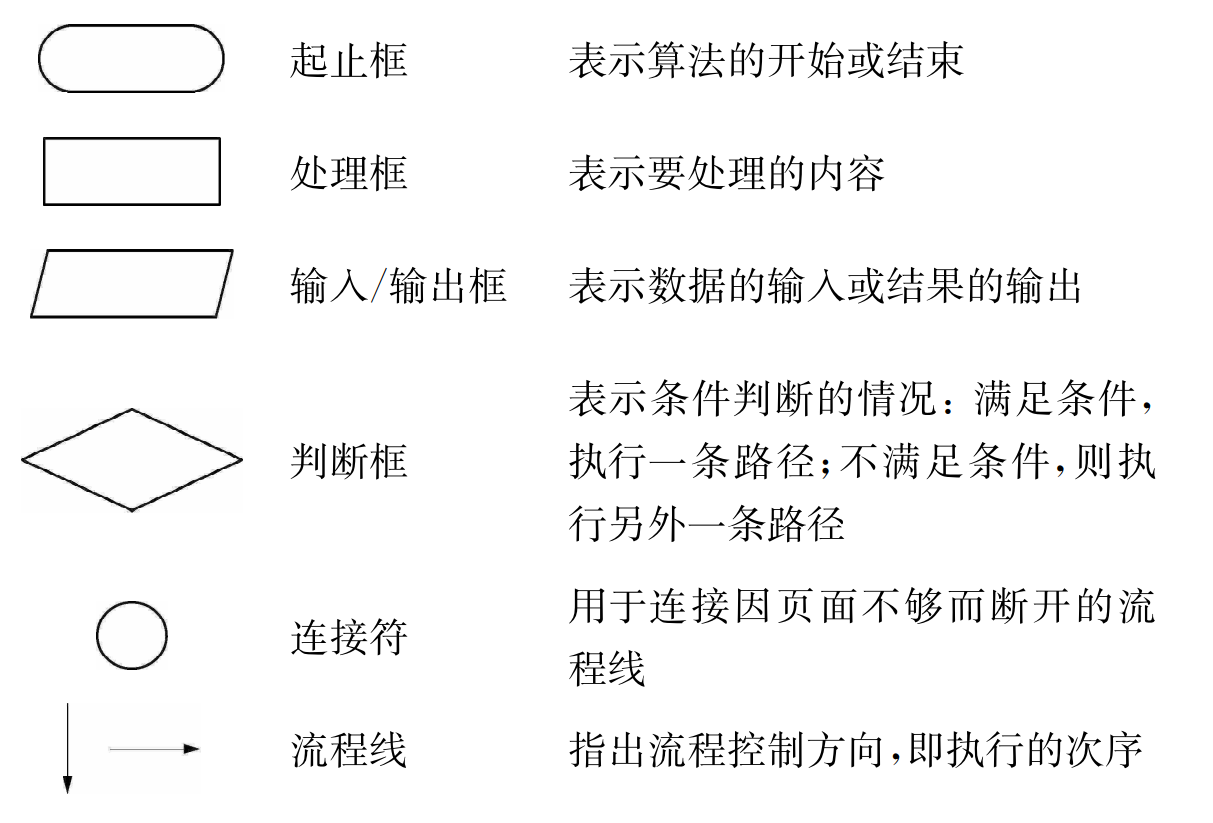 起止框 表示算法的开始或结束
处理框 表示要处理的内容
输入/输出框 表示数据的输入或结果的输出
判断框 表示条件判断的情况:满足条件,
执行一条路径;不满足条件,则执
行另外一条路径
连接符 用于连接因页面不够而断开的流
程线
流程线 指出流程控制方向,即执行的次序